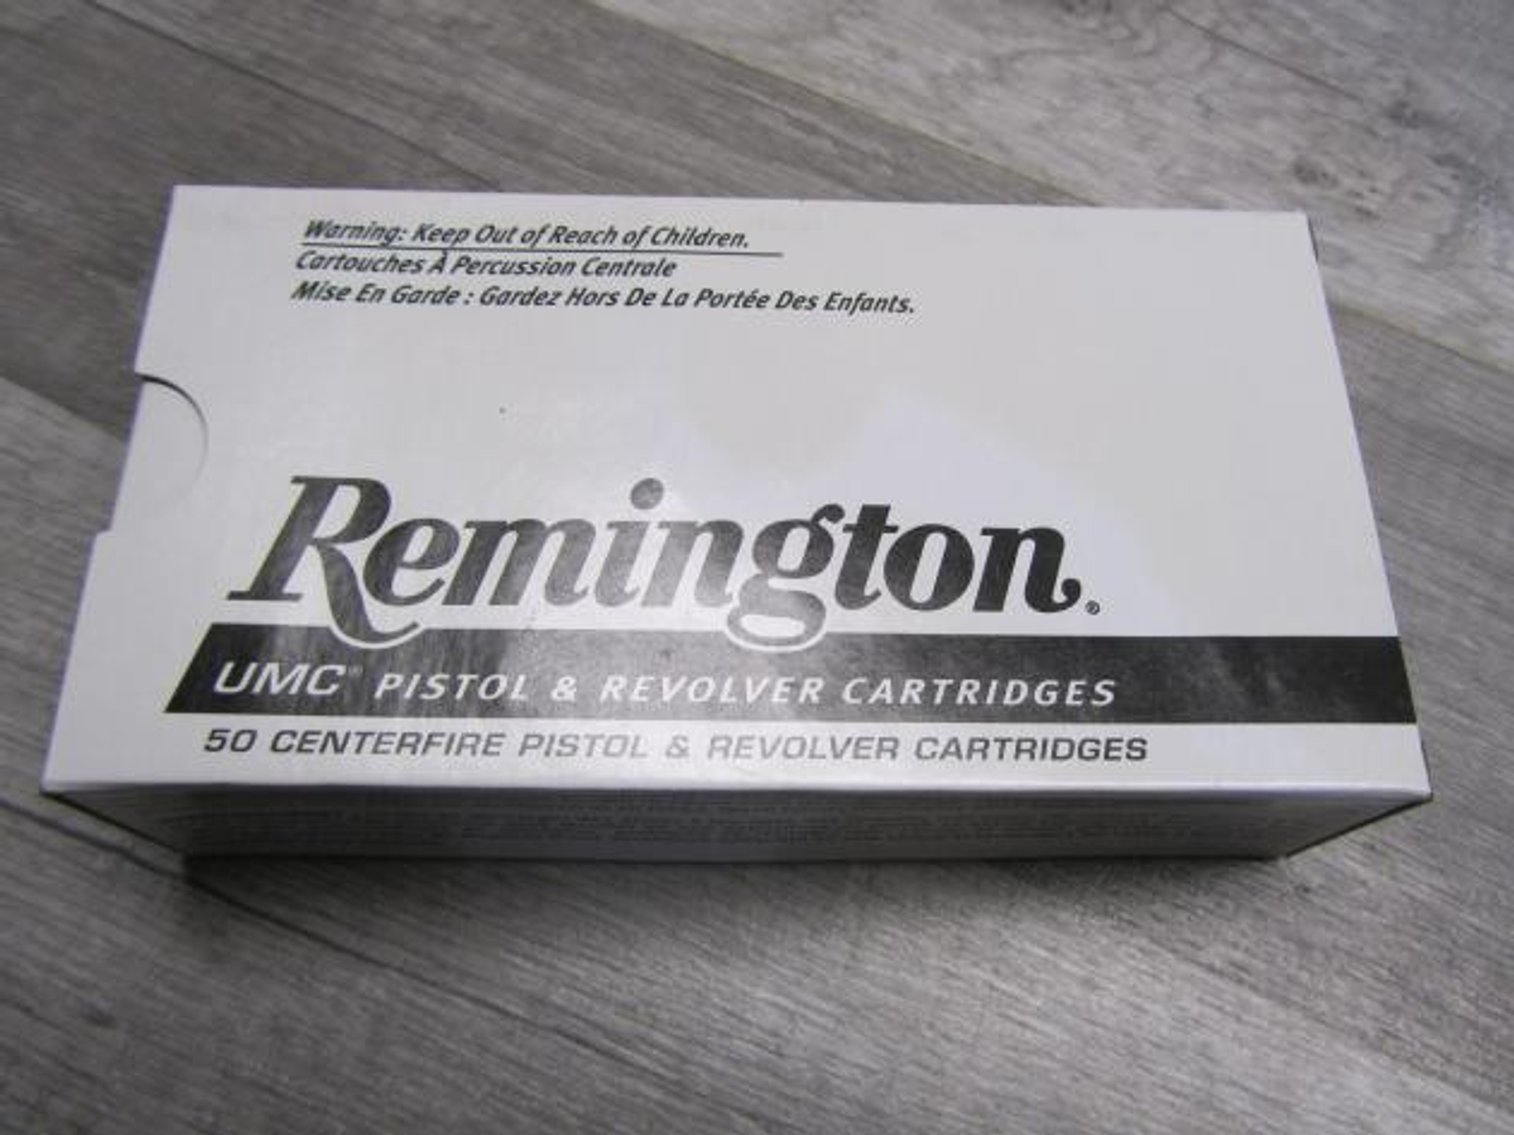 Warning: Keep Out of Reach of Children.
Cartouches À Percussion Centrale
Mise En Garde : Gardez Hors De La Portée Des Enfants.
Remington®
UMC® PISTOL & REVOLVER CARTRIDGES
50 CENTERFIRE PISTOL & REVOLVER CARTRIDGES